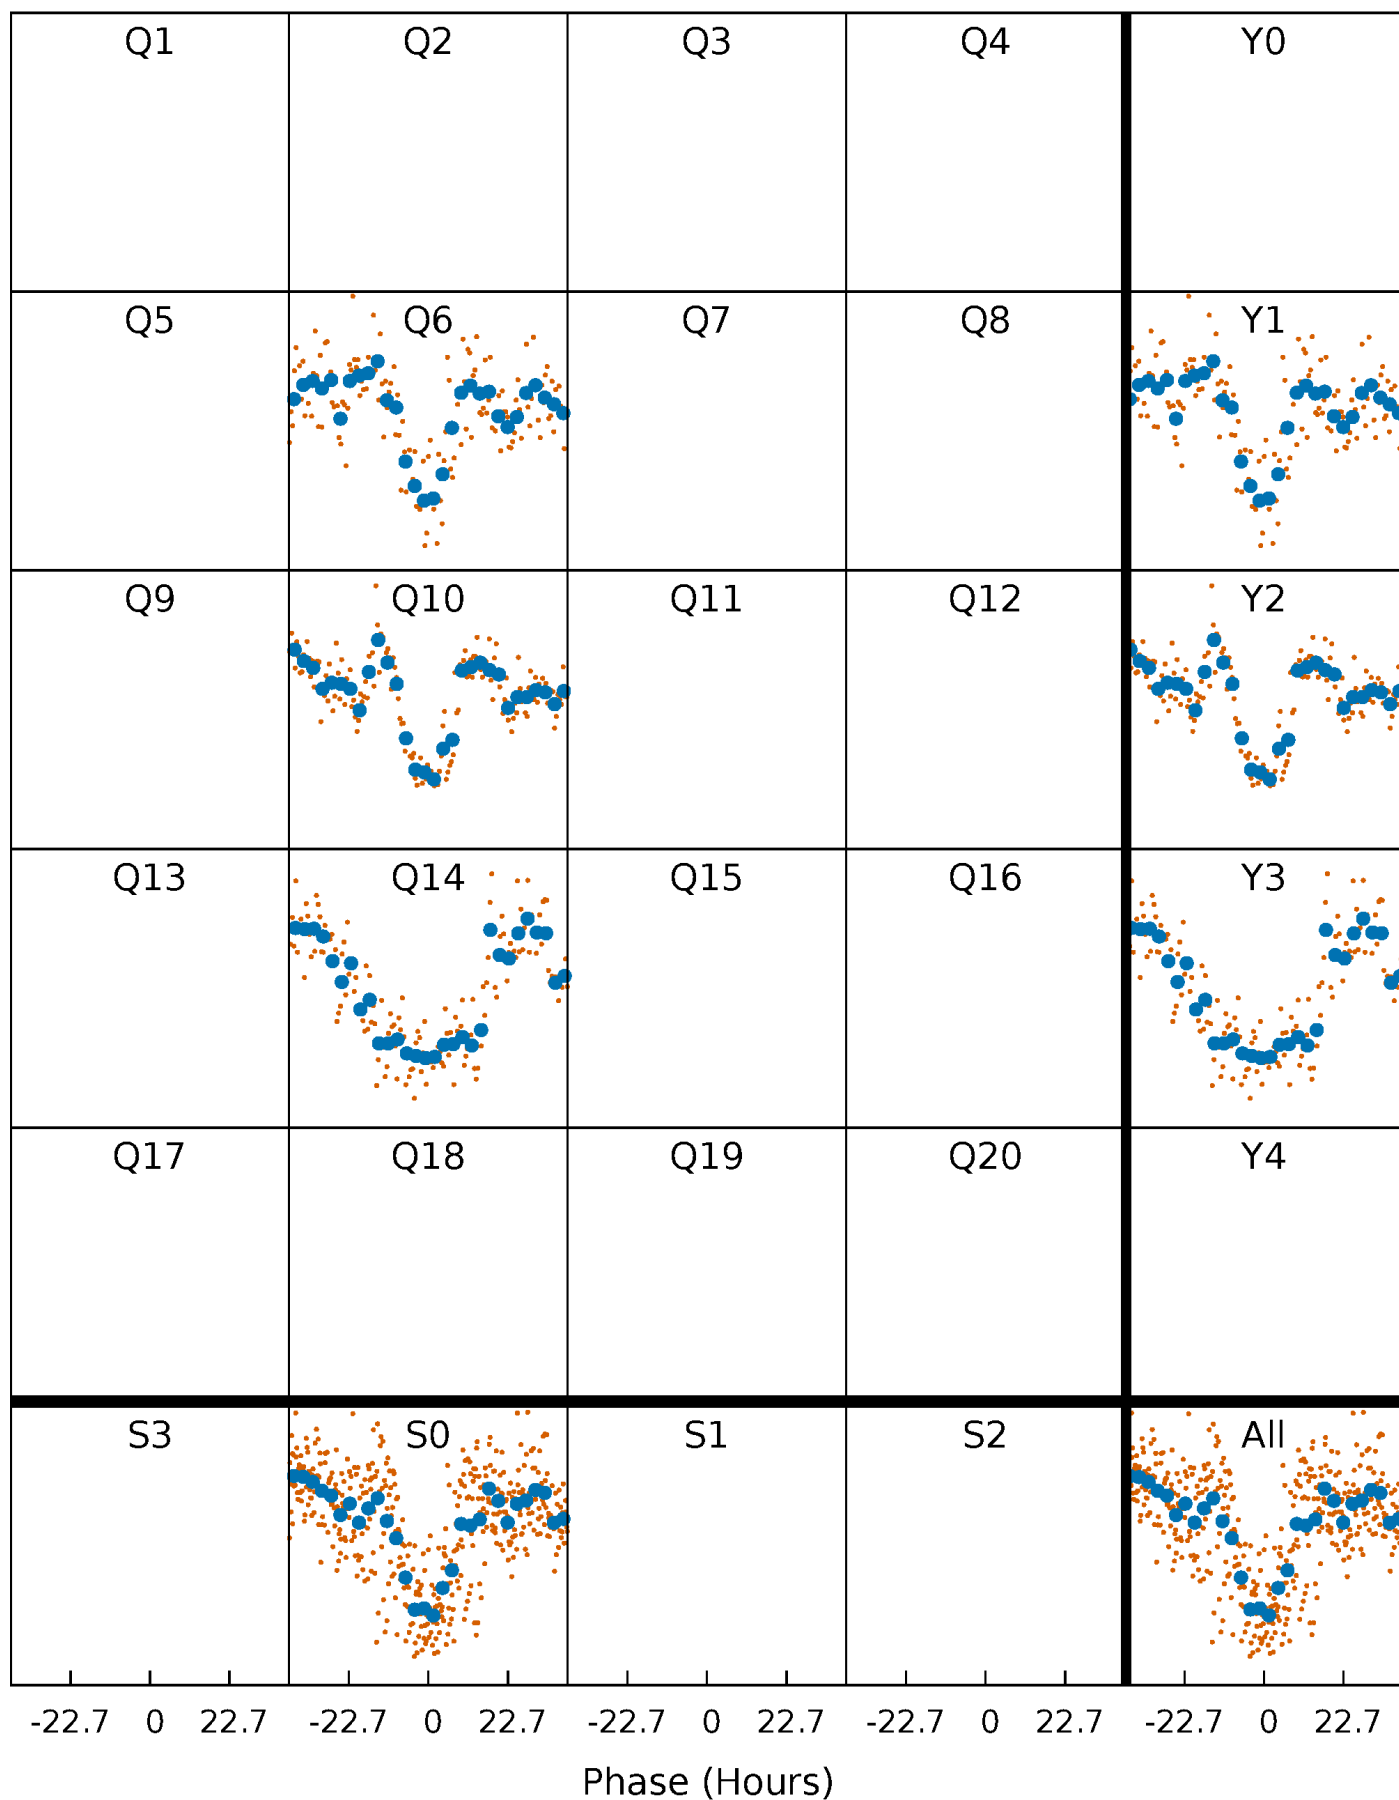 Q1 Q2 Q3 Q4 Y0
Q5 Q6 Q7 Q8 Y1
Q9 Q10 Q11 Q12 Y2
Q13 Q14 Q15 Q16 Y3
Q17 Q18 Q19 Q20 Y4
S3 S0 S1 S2 All
-22.7 0 22.7 -22.7 0 22.7 -22.7 0 22.7 -22.7 0 22.7 -22.7 0 22.7
Phase (Hours)